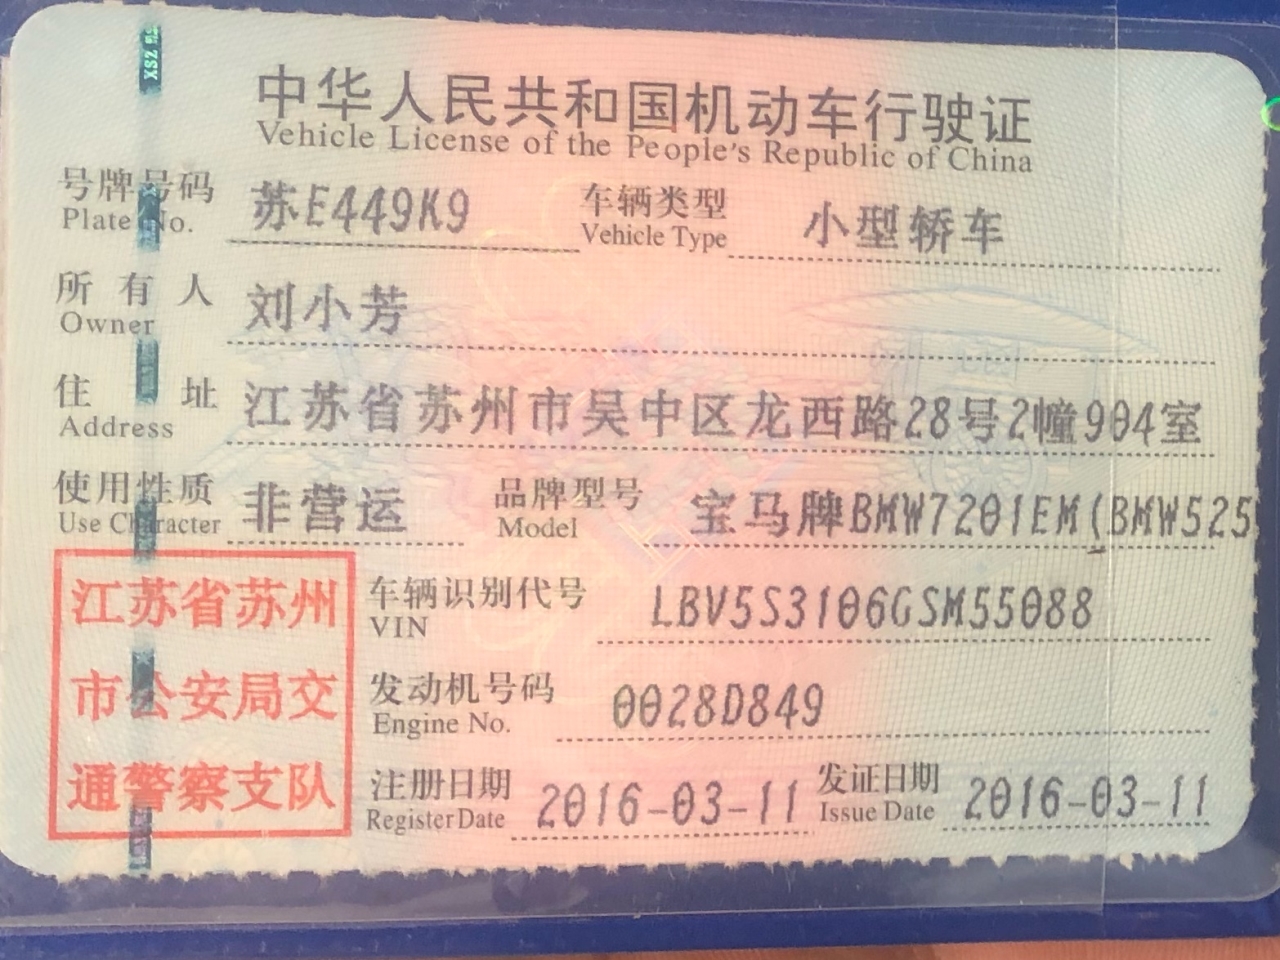 中华人民共和国机动车行驶证
Vehicle License of the People's Republic of China
号牌号码 苏E449K9 车辆类型 小型轿车
Plate No. Vehicle Type
所有人 刘小芳
Owner
住址 江苏省苏州市吴中区龙西路28号2幢904室
Address
使用性质 非营运 品牌型号 宝马牌BMW7201EM(BMW525
Use Character Model
江苏省苏州
市公安局交
通警察支队
车辆识别代号 LBV5S3106GSM55088
VIN
发动机号码 0028D849
Engine No.
注册日期 2016-03-11 发证日期 2016-03-11
Register Date Issue Date